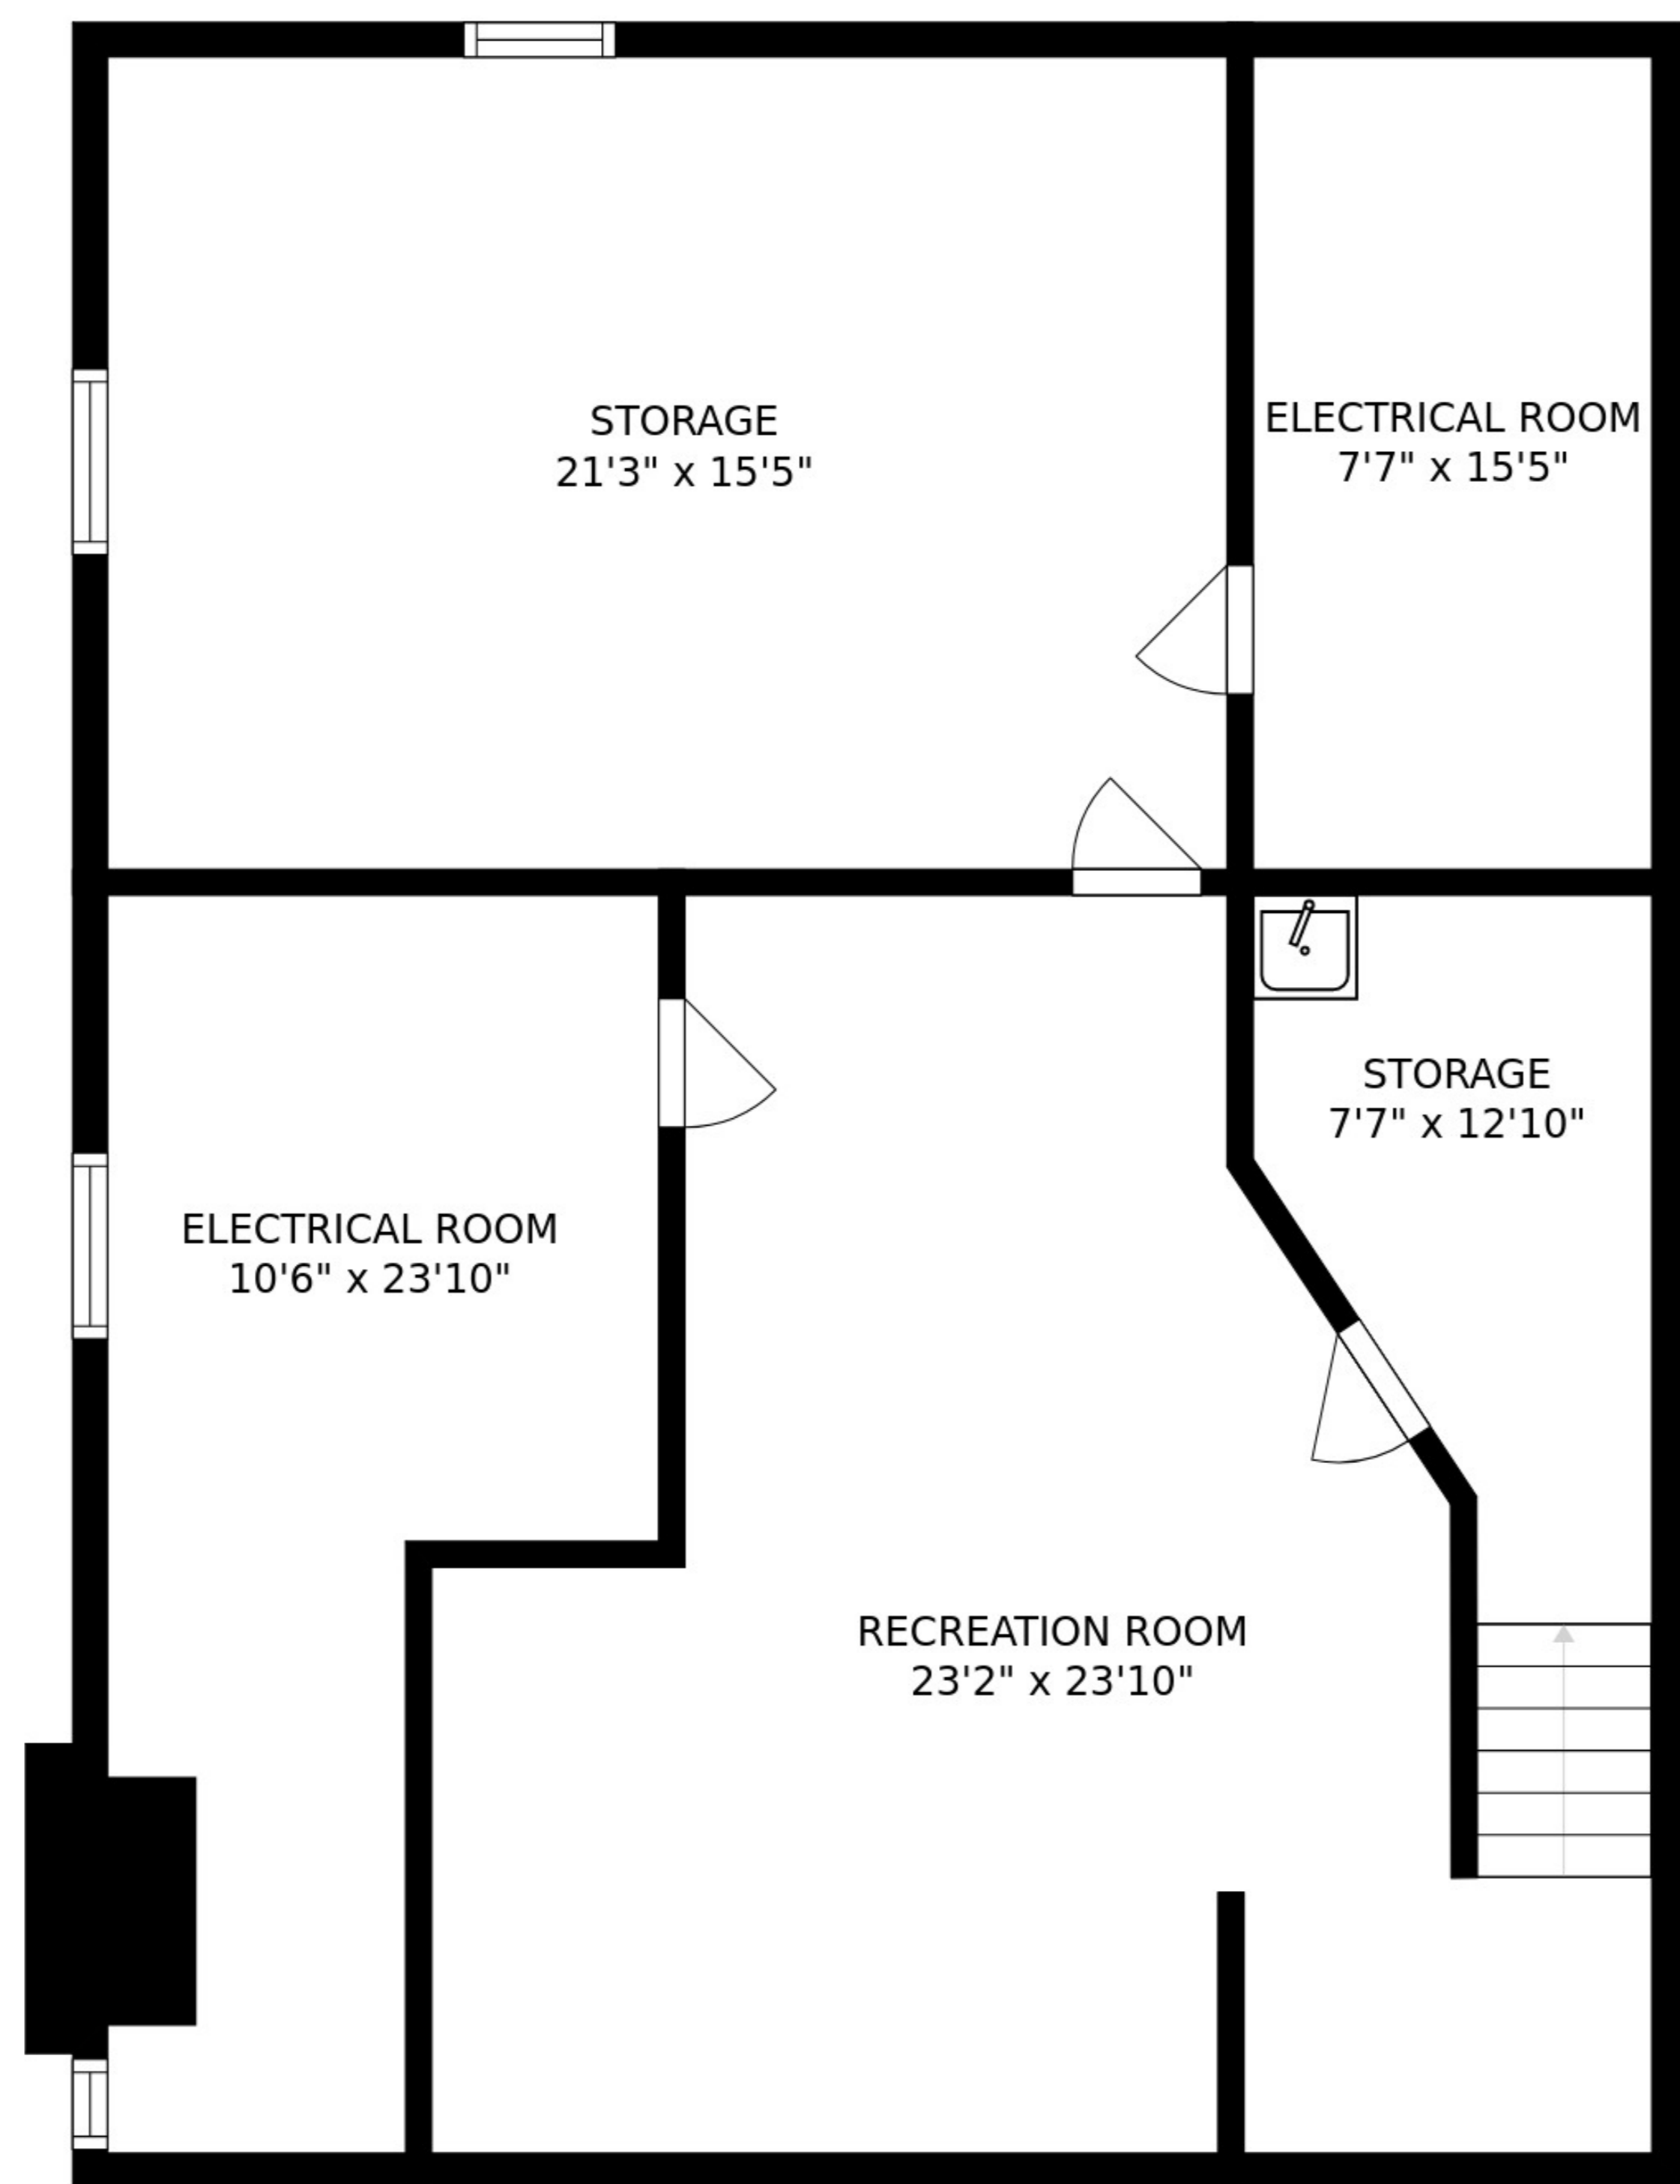 STORAGE
21'3" x 15'5"
ELECTRICAL ROOM
7'7" x 15'5"
STORAGE
7'7" x 12'10"
ELECTRICAL ROOM
10'6" x 23'10"
RECREATION ROOM
23'2" x 23'10"